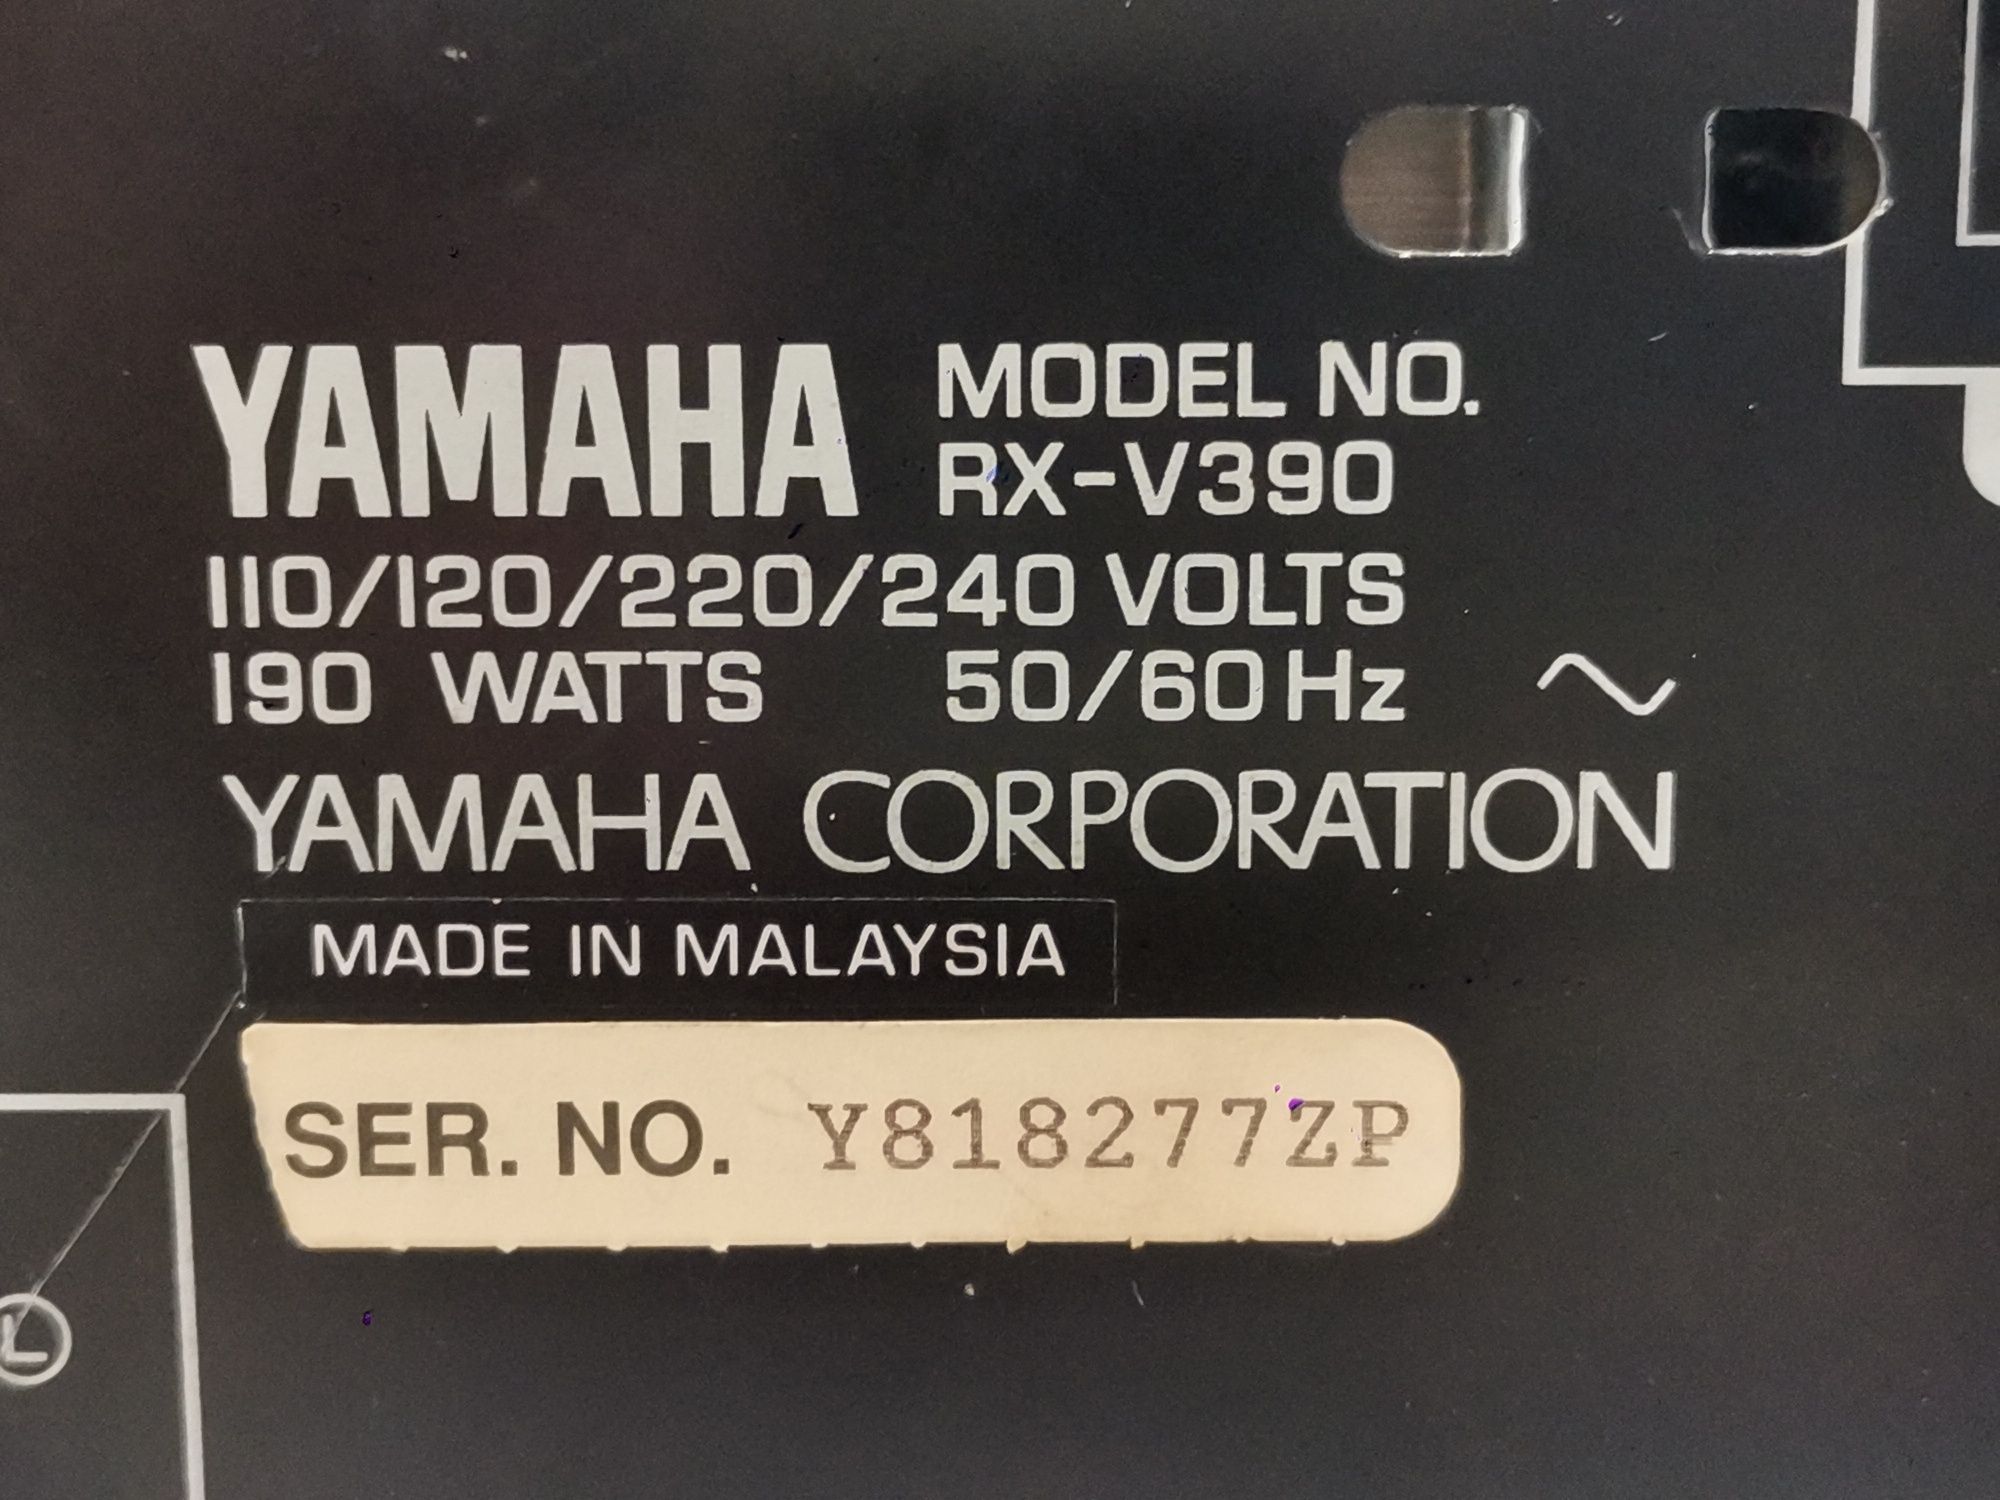 YAMAHA MODEL NO.
RX-V390
110/120/220/240 VOLTS
190 WATTS 50/60Hz ~
YAMAHA CORPORATION
MADE IN MALAYSIA
SER. NO. Y818277ZP
L